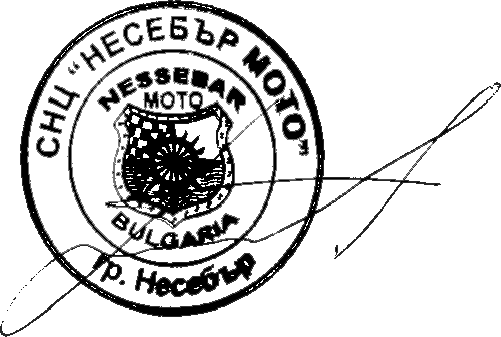 СНЦ "НЕСЕБЪР МОТО"
NESSEBAR
MOTO
BULGARIA
гр. Несебър